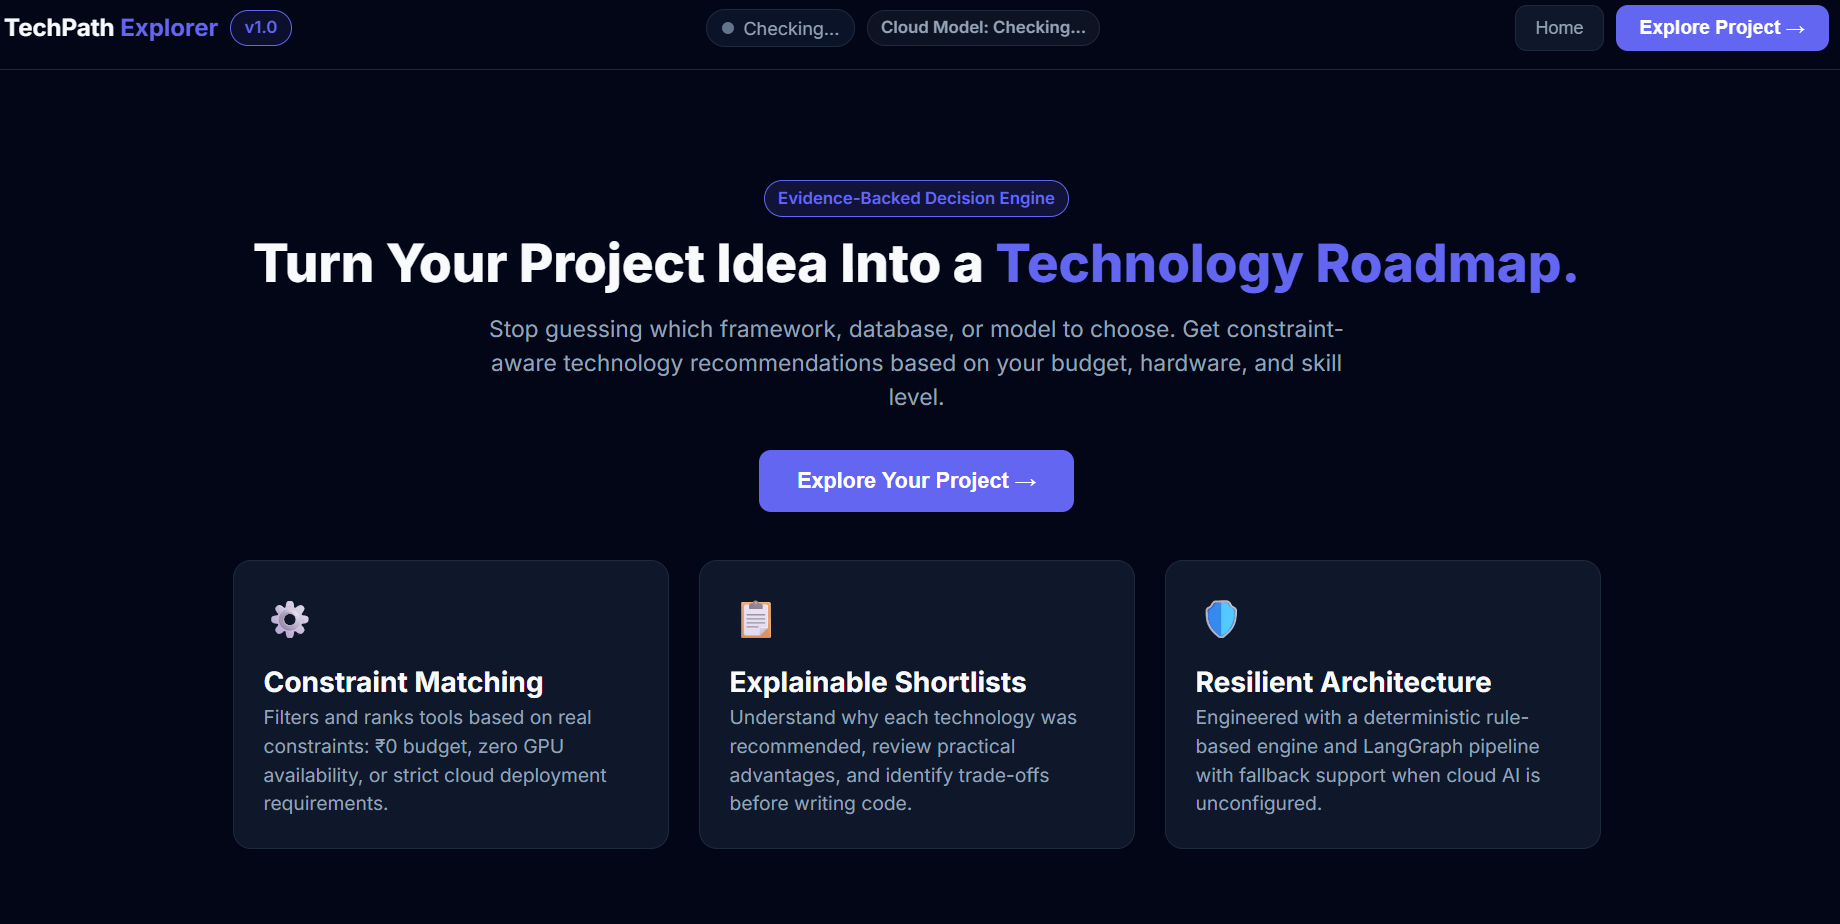 TechPath Explorer v1.0 Checking... Cloud Model: Checking... Home Explore Project →
Evidence-Backed Decision Engine
Turn Your Project Idea Into a Technology Roadmap.
Stop guessing which framework, database, or model to choose. Get constraint-
aware technology recommendations based on your budget, hardware, and skill
level.
Explore Your Project →
Constraint Matching
Filters and ranks tools based on real
constraints: ₹0 budget, zero GPU
availability, or strict cloud deployment
requirements.
Explainable Shortlists
Understand why each technology was
recommended, review practical
advantages, and identify trade-offs
before writing code.
Resilient Architecture
Engineered with a deterministic rule-
based engine and LangGraph pipeline
with fallback support when cloud AI is
unconfigured.